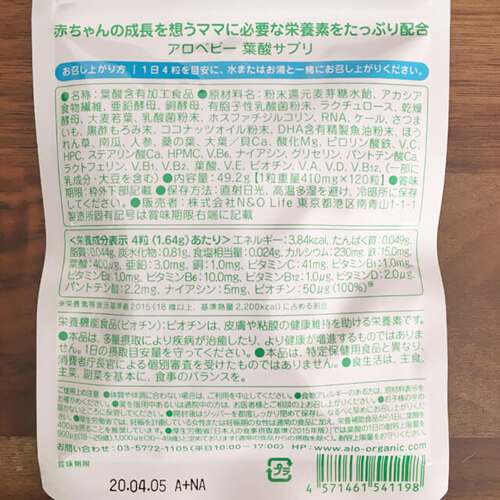 赤ちゃんの成長を想うママに必要な栄養素をたっぷり配合
アロベビー 葉酸サプリ
お召し上がり方 1日4粒を目安に、水またはお湯と一緒にお召し上がりください。
●名称:葉酸含有加工食品 ●原材料名:粉末還元麦芽糖水飴、アカシア
食物繊維、亜鉛酵母、銅酵母、有胞子性乳酸菌粉末、ラクチュロース、乾燥
酵母、大麦若葉、乳酸菌粉末、ホスファチジルコリン、RNA、ケール、さつま
いも、黒酢もろみ末、ココナッツオイル粉末、DHA含有精製魚油粉末、ほう
れん草、南瓜、人参、桑の葉、大葉/貝Ca、酸化Mg、ピロリン酸鉄、V.C、
HPC、ステアリン酸Ca、HPMC、V.B₆、ナイアシン、グリセリン、パントテン酸Ca、
ラクトフェリン、V.B₁、V.B₂、葉酸、V.E、ビオチン、V.A、V.D、V.B₁₂、(一部に
乳成分・大豆を含む) ●内容量:49.2g【1粒重量410mg×120粒】●賞味
期限:枠外下部に記載 ●保存方法:直射日光、高温多湿を避け、冷暗所に保存
してください。●販売者:株式会社N&O Life 東京都港区南青山1-1-1
製造所固有記号は賞味期限右端に記載
<栄養成分表示 4粒(1.64g)あたり> エネルギー:3.84kcal、たんぱく質:0.049g、
脂質:0.044g、炭水化物:0.81g、食塩相当量:0.024g、カルシウム:230mg、鉄:15.0mg、
葉酸:400μg、亜鉛:3.0mg、銅:1.0mg、ビタミンC:41mg、ビタミンB₁:1.0mg、
ビタミンB₂:1.0mg、ビタミンB₆:10.0mg、ビタミンB₁₂:1.0μg、ビタミンD:2.0μg、
パントテン酸:2.2mg、ナイアシン:5mg、ビオチン:50μg(100%)※
※栄養素等表示基準値2015(18歳以上、基準熱量2,200kcal)に占める割合
栄養機能食品(ビオチン):ビオチンは、皮膚や粘膜の健康維持を助ける栄養素です。
●本品は、多量摂取により疾病が治癒したり、より健康が増進するものではありま
せん。1日の摂取目安量を守ってください。●本品は、特定保健用食品と異なり、
消費者庁長官による個別審査を受けたものではありません。●食生活は、主食、
主菜、副菜を基本に、食事のバランスを。
03-5772-1105
www.alo-organic.com
賞味期限
20.04.05 A+NA
プラ
4 571461 541198